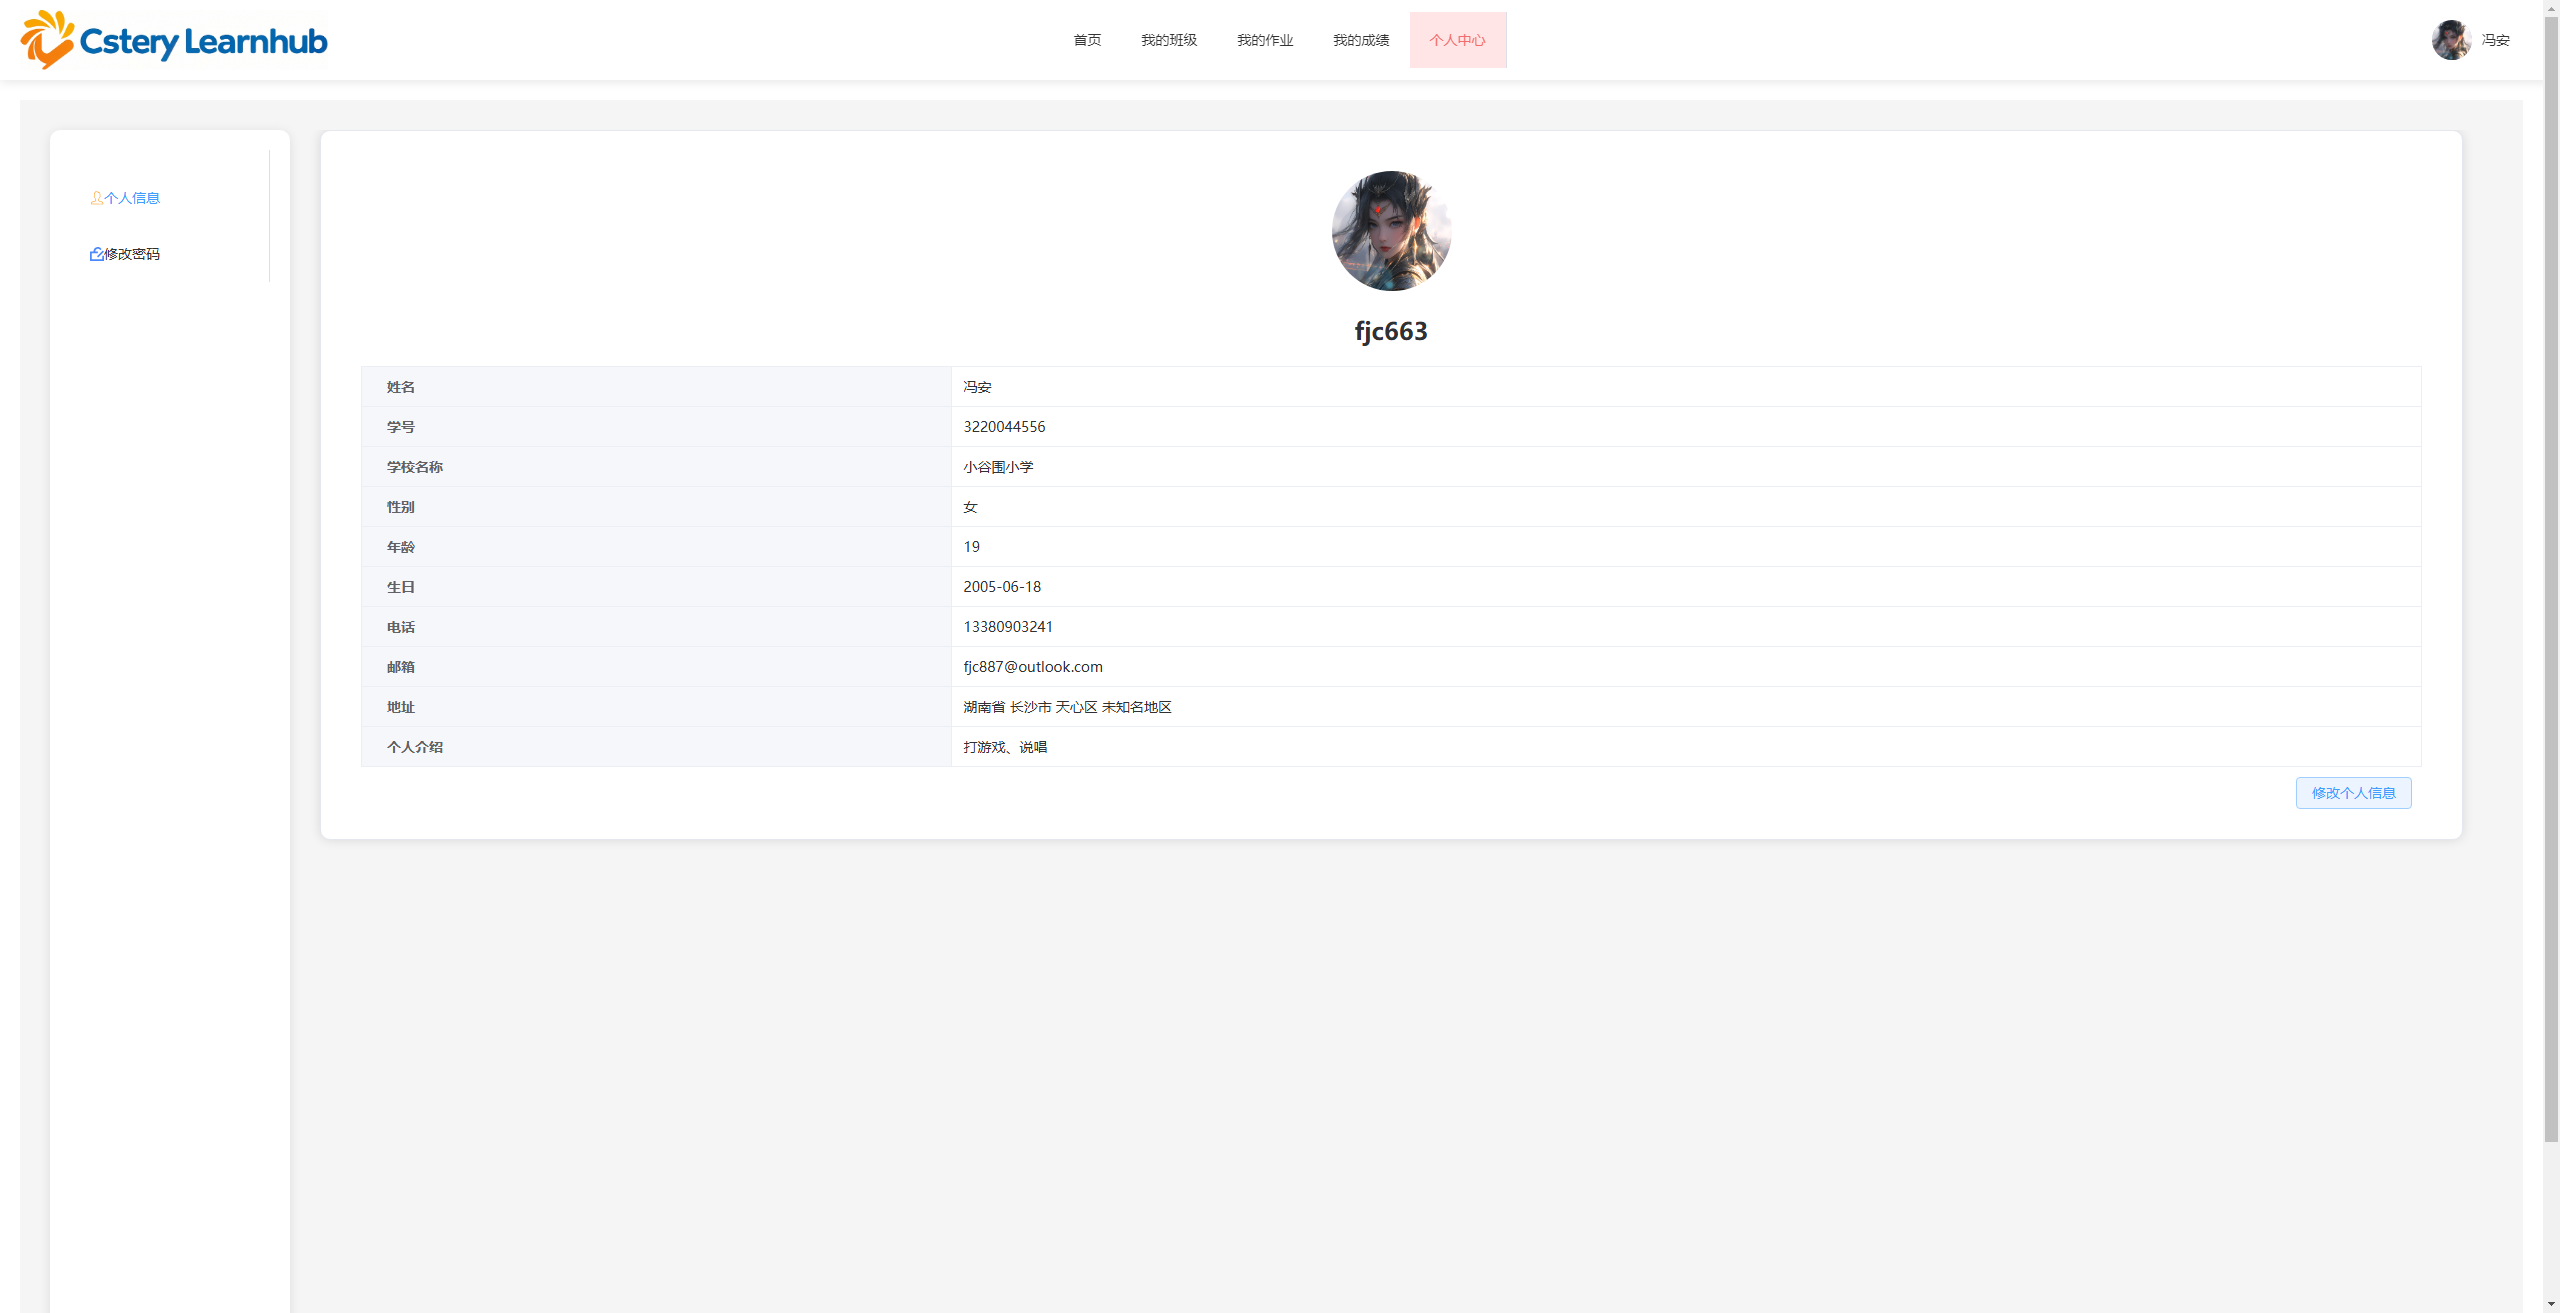 Cstery Learnhub
首页 我的班级 我的作业 我的成绩 个人中心 冯安
个人信息
修改密码
fjc663
姓名 冯安
学号 3220044556
学校名称 小谷围小学
性别 女
年龄 19
生日 2005-06-18
电话 13380903241
邮箱 fjc887@outlook.com
地址 湖南省 长沙市 天心区 未知名地区
个人介绍 打游戏、说唱
修改个人信息